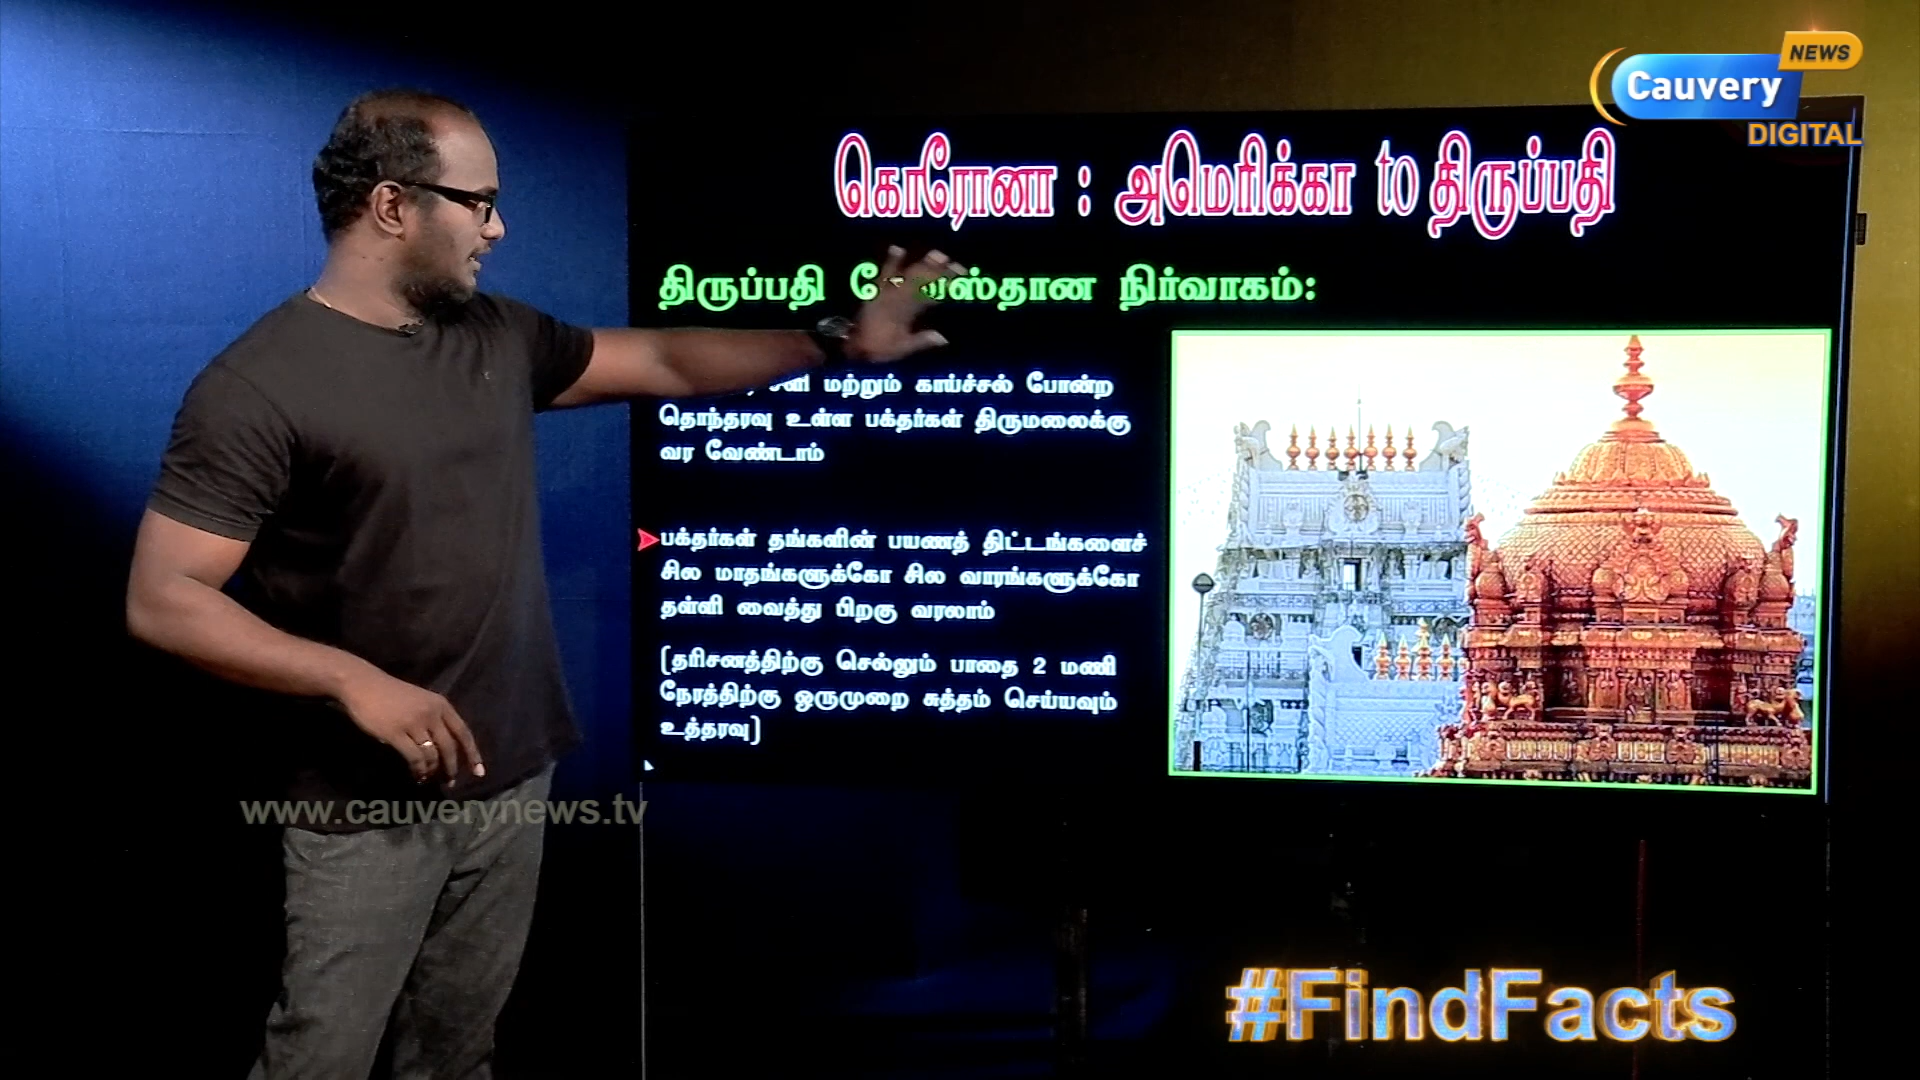 Cauvery NEWS
DIGITAL
கொரோனா : அமெரிக்கா to திருப்பதி
திருப்பதி நிர்வாகம்:
மற்றும் காய்ச்சல் போன்ற
தொந்தரவு உள்ள பக்தர்கள் திருமலைக்கு
வர வேண்டாம்
பக்தர்கள் தங்களின் பயணத் திட்டங்களைச்
சில மாதங்களுக்கோ சில வாரங்களுக்கோ
தள்ளி வைத்து பிறகு வரலாம்
(தரிசனத்திற்கு செல்லும் பாதை 2 மணி
நேரத்திற்கு ஒருமுறை சுத்தம் செய்யவும்
உத்தரவு)
www.cauverynews.tv
#FindFacts